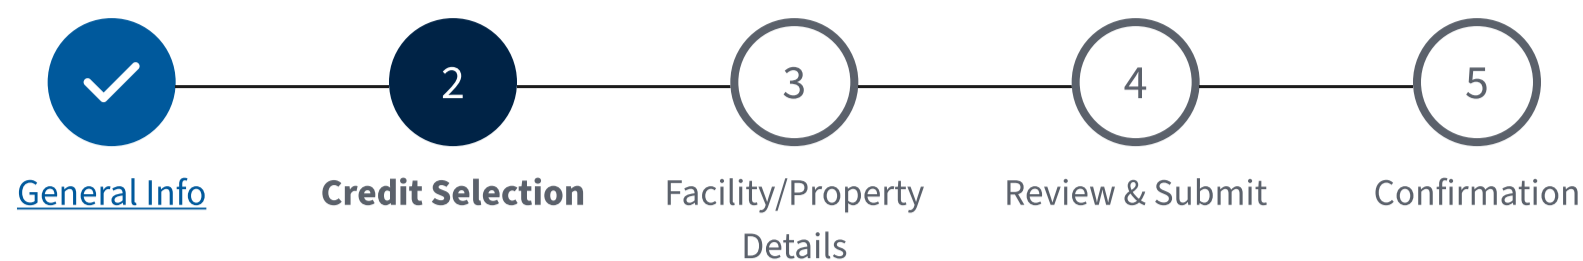 2
3
4
5
General Info
Credit Selection
Facility/Property
Details
Review & Submit
Confirmation